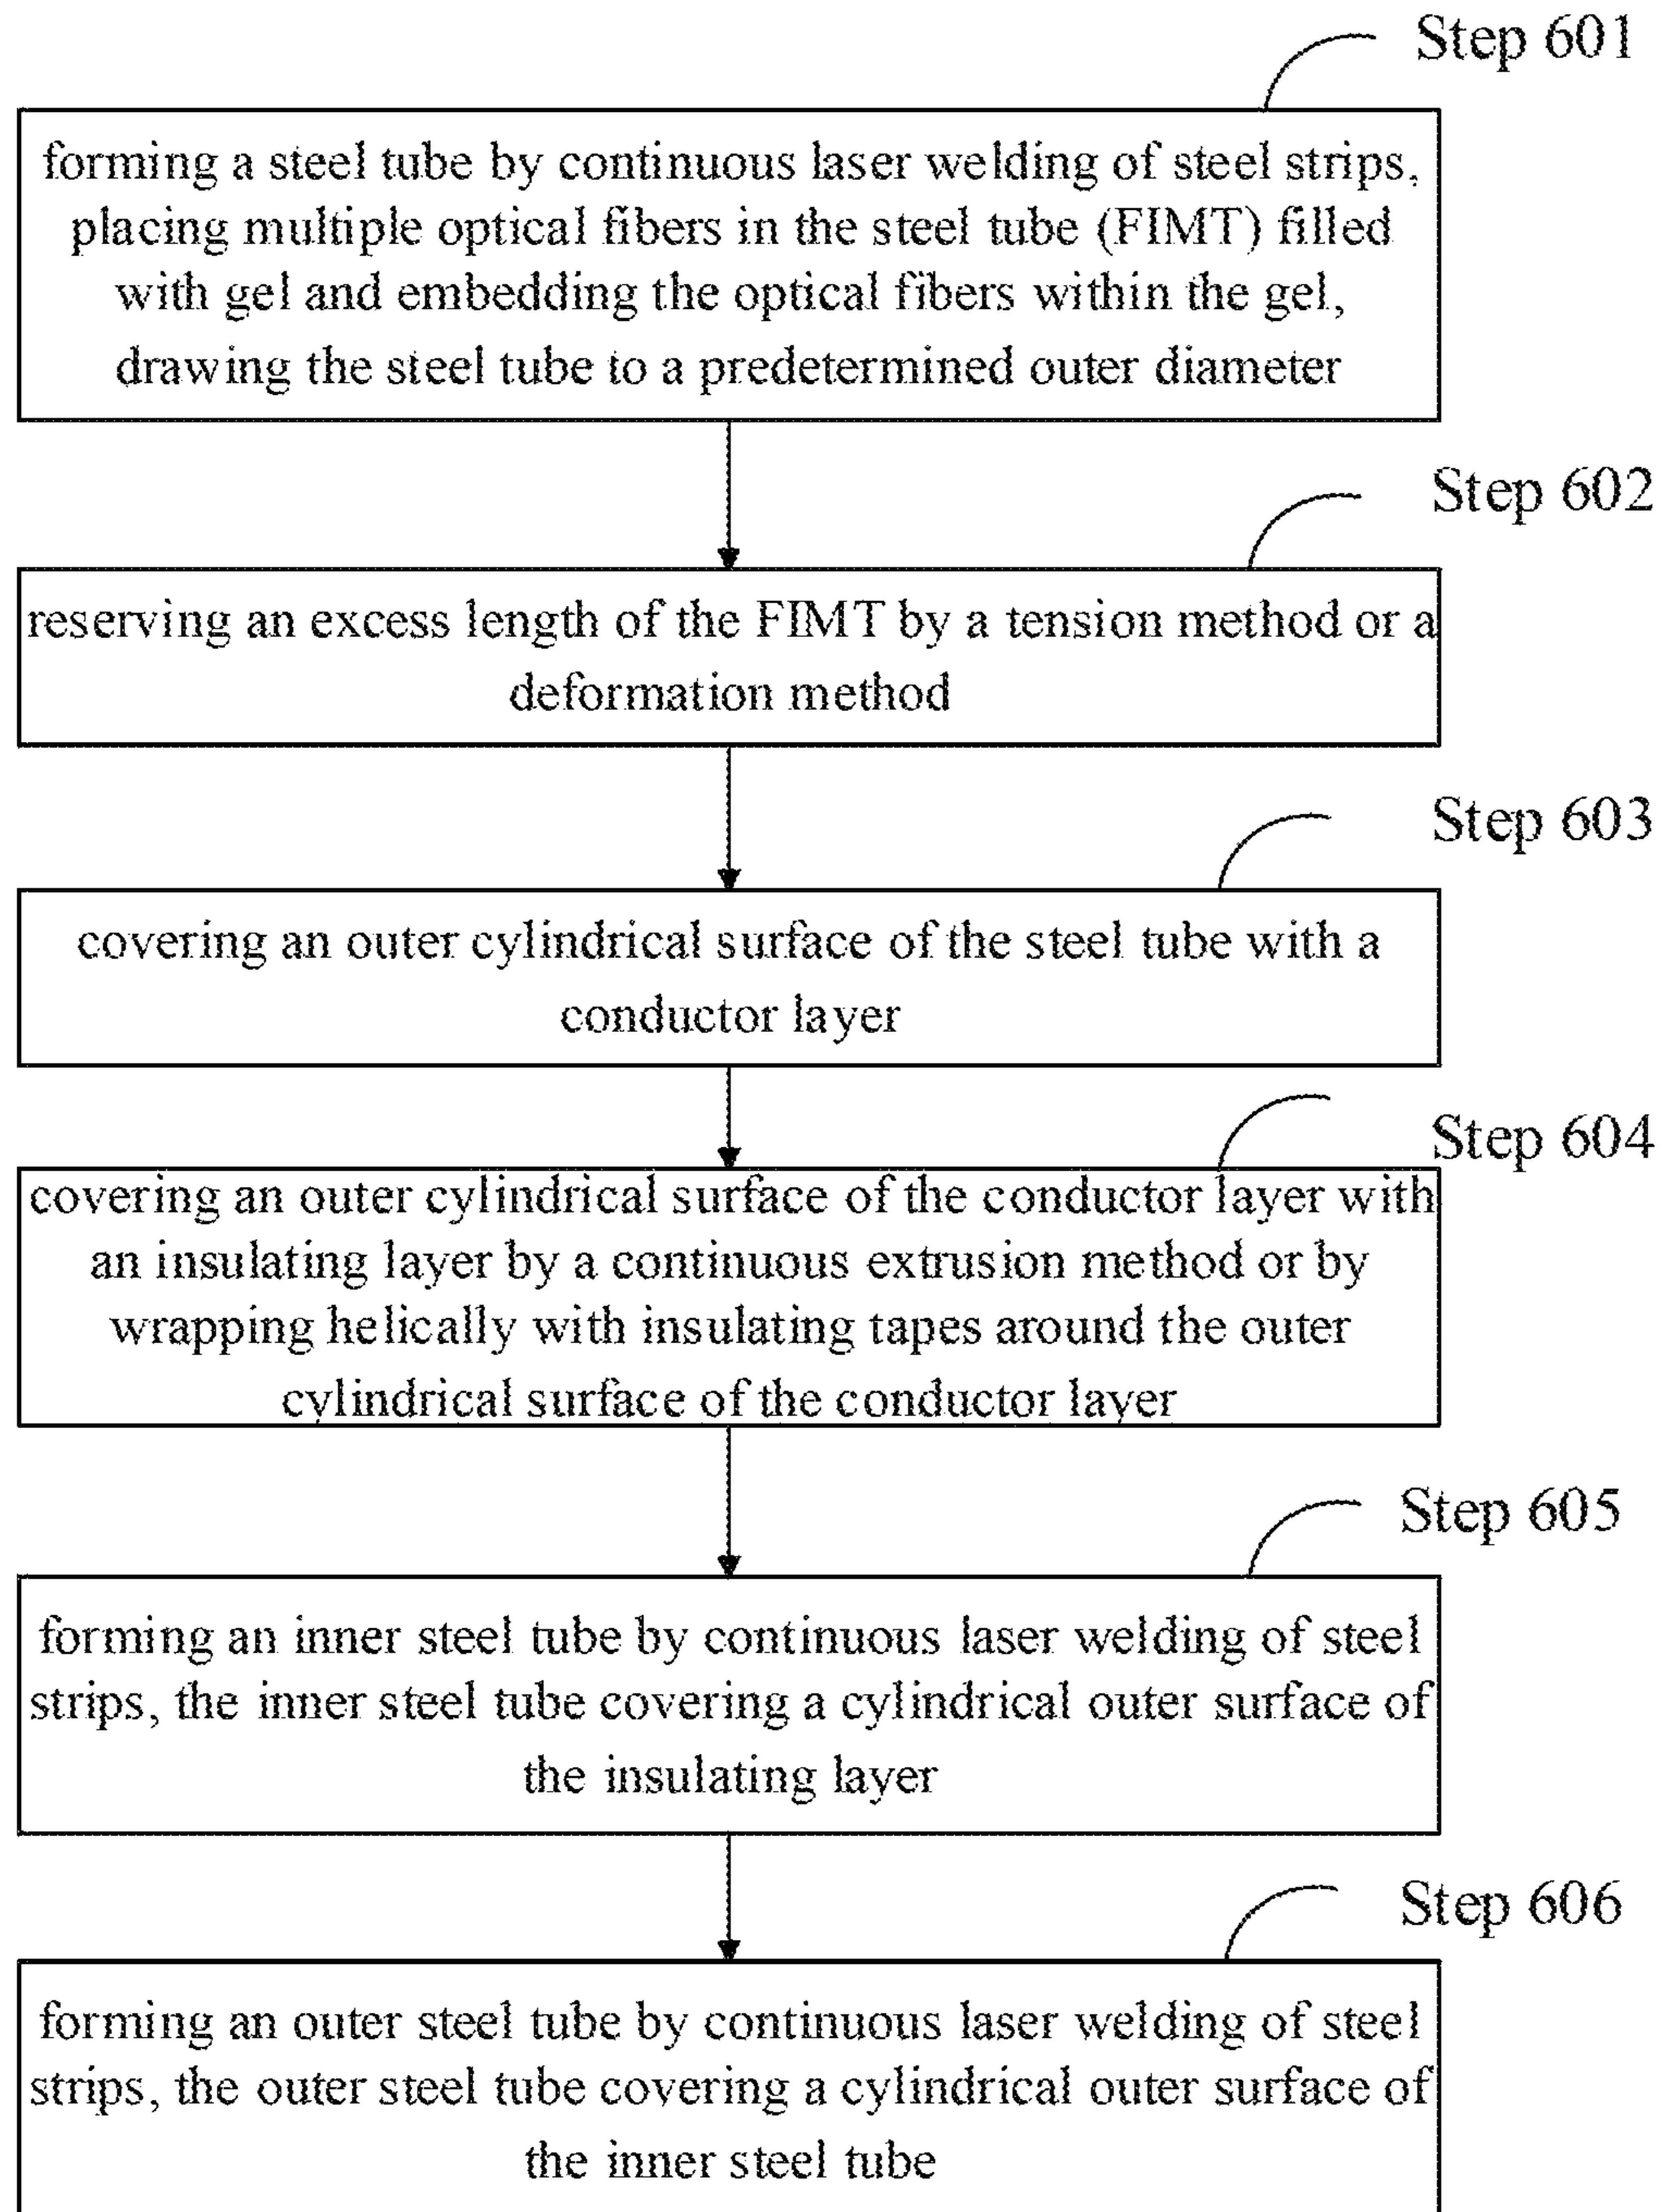 Step 601
forming a steel tube by continuous laser welding of steel strips,
placing multiple optical fibers in the steel tube (FIMT) filled
with gel and embedding the optical fibers within the gel,
drawing the steel tube to a predetermined outer diameter
Step 602
reserving an excess length of the FIMT by a tension method or a
deformation method
Step 603
covering an outer cylindrical surface of the steel tube with a
conductor layer
Step 604
covering an outer cylindrical surface of the conductor layer with
an insulating layer by a continuous extrusion method or by
wrapping helically with insulating tapes around the outer
cylindrical surface of the conductor layer
Step 605
forming an inner steel tube by continuous laser welding of steel
strips, the inner steel tube covering a cylindrical outer surface of
the insulating layer
Step 606
forming an outer steel tube by continuous laser welding of steel
strips, the outer steel tube covering a cylindrical outer surface of
the inner steel tube